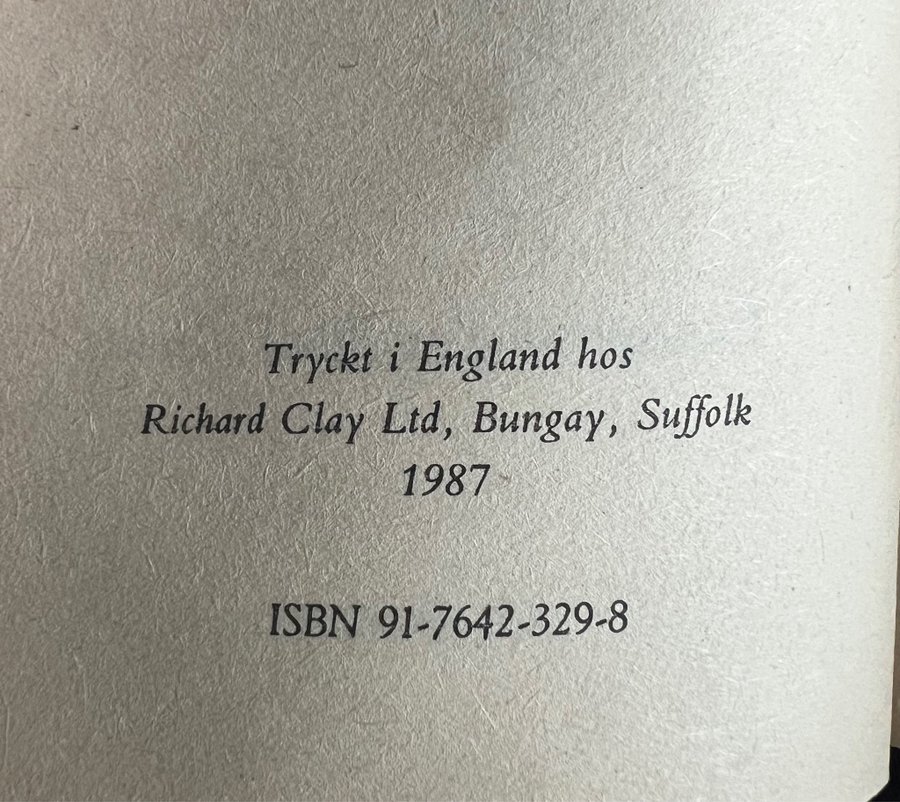 Tryckt i England hos
Richard Clay Ltd, Bungay, Suffolk
1987
ISBN 91-7642-329-8